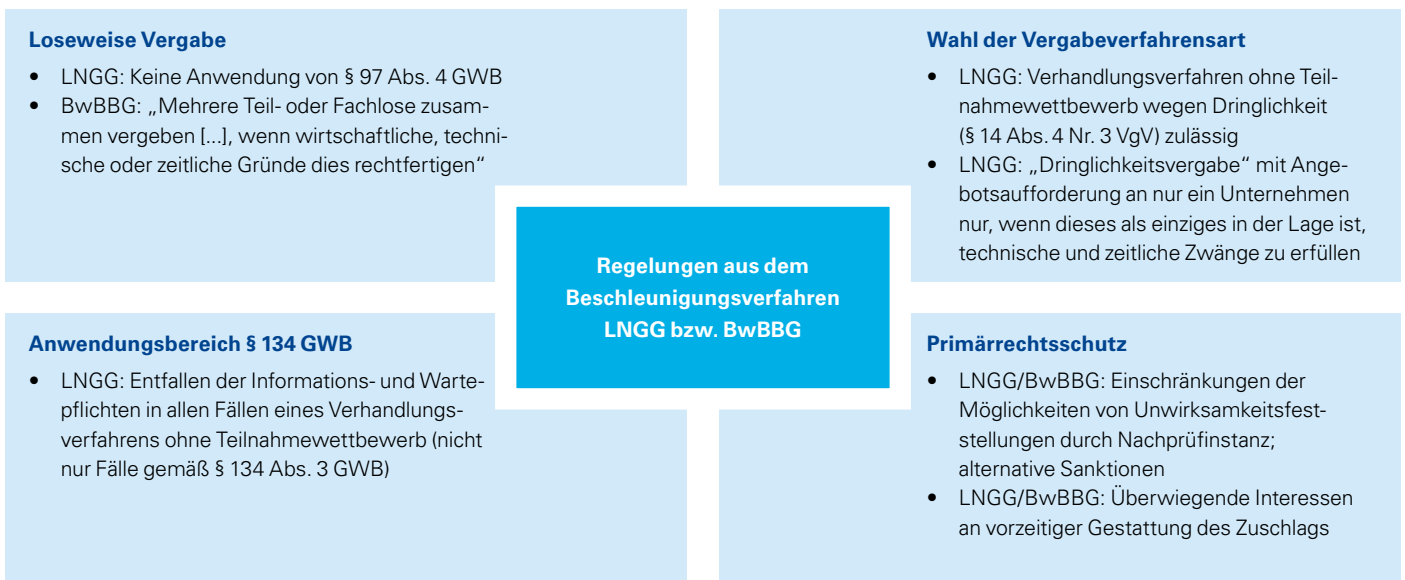 Loseweise Vergabe
• LNGG: Keine Anwendung von § 97 Abs. 4 GWB
• BwBBG: „Mehrere Teil- oder Fachlose zusam-
men vergeben [...], wenn wirtschaftliche, techni-
sche oder zeitliche Gründe dies rechtfertigen“
Wahl der Vergabeverfahrensart
• LNGG: Verhandlungsverfahren ohne Teil-
nahmewettbewerb wegen Dringlichkeit
(§ 14 Abs. 4 Nr. 3 VgV) zulässig
• LNGG: „Dringlichkeitsvergabe“ mit Ange-
botsaufforderung an nur ein Unternehmen
nur, wenn dieses als einziges in der Lage ist,
technische und zeitliche Zwänge zu erfüllen
Regelungen aus dem
Beschleunigungsverfahren
LNGG bzw. BwBBG
Anwendungsbereich § 134 GWB
• LNGG: Entfallen der Informations- und Warte-
pflichten in allen Fällen eines Verhandlungs-
verfahrens ohne Teilnahmewettbewerb (nicht
nur Fälle gemäß § 134 Abs. 3 GWB)
Primärrechtsschutz
• LNGG/BwBBG: Einschränkungen der
Möglichkeiten von Unwirksamkeitsfest-
stellungen durch Nachprüfinstanz;
alternative Sanktionen
• LNGG/BwBBG: Überwiegende Interessen
an vorzeitiger Gestattung des Zuschlags